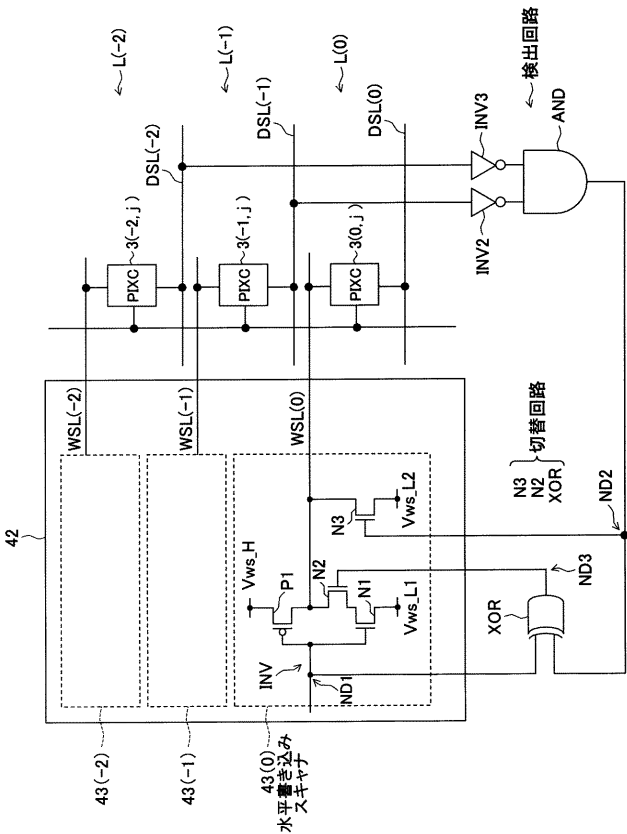 42
43(-2)
43(-1)
43(0)
水平書き込み
スキャナ
WSL(-2)
WSL(-1)
WSL(0)
Vws_H
P1
INV
ND1
N2
N1
Vws_L1
N3
Vws_L2
L(-2)
L(-1)
L(0)
DSL(-2)
DSL(-1)
DSL(0)
PIXC
3(-2, j)
PIXC
3(-1, j)
PIXC
3(0, j)
INV2
INV3
AND
検出回路
N3
N2
XOR
切替回路
ND2
ND3
XOR